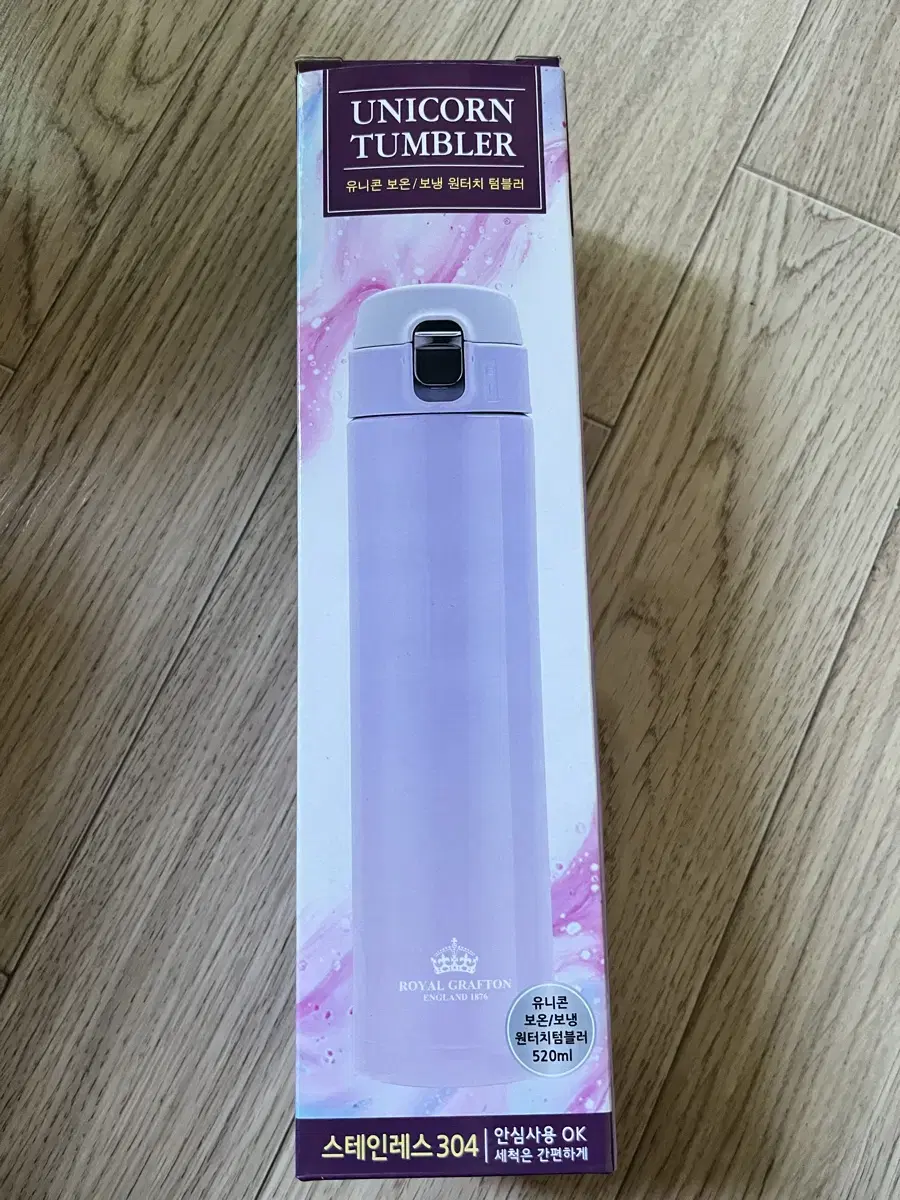 UNICORN
TUMBLER
유니콘 보온/보냉 원터치 텀블러
ROYAL GRAFTON
ENGLAND 1876
유니콘
보온/보냉
원터치텀블러
520ml
스테인레스 304
안심사용 OK
세척은 간편하게